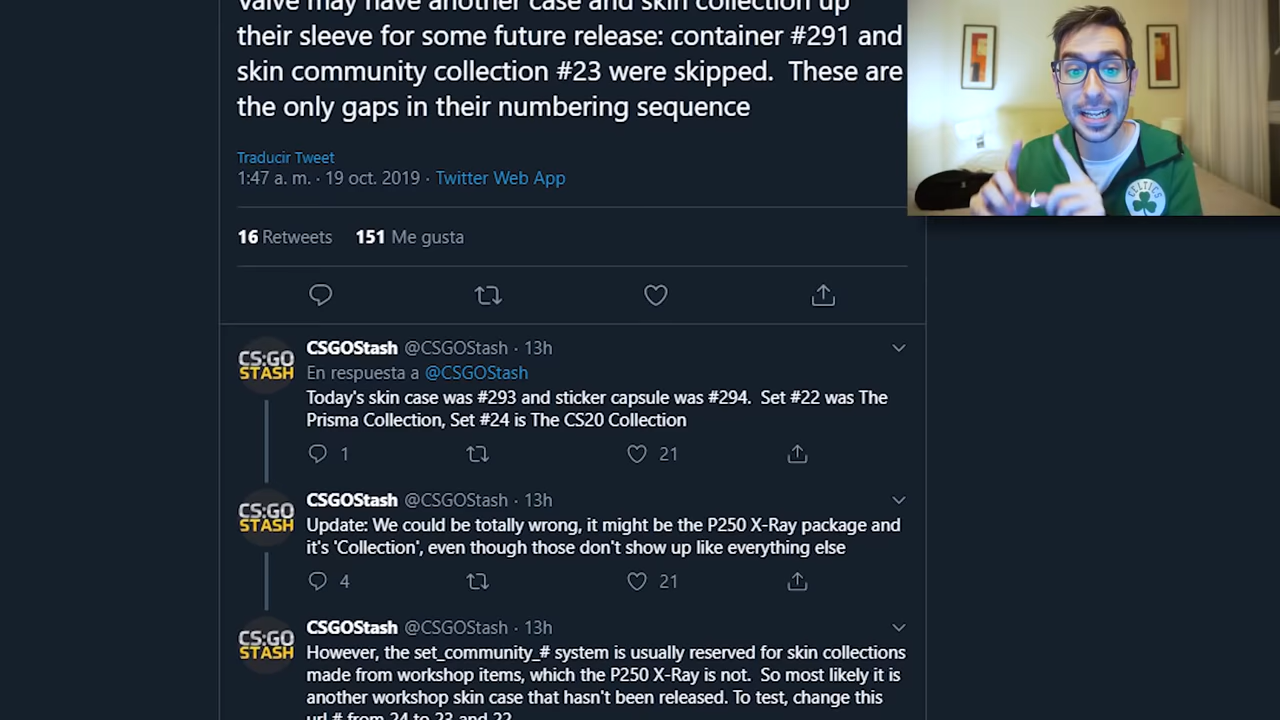 Valve may have another case and skin collection up
their sleeve for some future release: container #291 and
skin community collection #23 were skipped.  These are
the only gaps in their numbering sequence
Traducir Tweet
1:47 a. m. · 19 oct. 2019 · Twitter Web App
16 Retweets 151 Me gusta
CSGOStash @CSGOStash · 13h
CS:GO
STASH
En respuesta a @CSGOStash
Today's skin case was #293 and sticker capsule was #294.  Set #22 was The
Prisma Collection, Set #24 is The CS20 Collection
1 21
CSGOStash @CSGOStash · 13h
CS:GO
STASH
Update: We could be totally wrong, it might be the P250 X-Ray package and
it's 'Collection', even though those don't show up like everything else
4 21
CSGOStash @CSGOStash · 13h
CS:GO
STASH
However, the set_community_# system is usually reserved for skin collections
made from workshop items, which the P250 X-Ray is not.  So most likely it is
another workshop skin case that hasn't been released. To test, change this
url # from 24 to 23 and 22
CELTICS